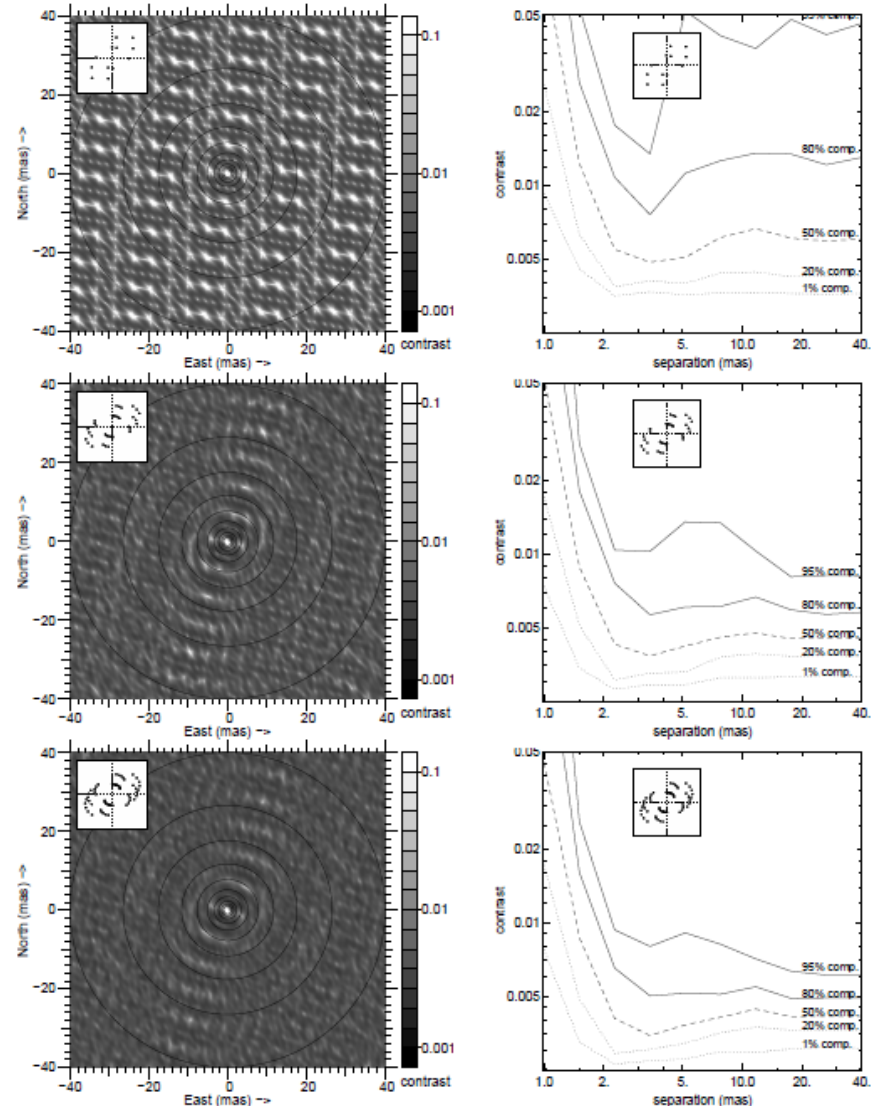 40
20
0
−20
−40
−40
−20
0
20
40
North (mas) −>
East (mas) −>
0.1
0.01
0.001
contrast
0.05
0.02
0.01
0.005
contrast
1.0
2.
5.
10.0
20.
40.
separation (mas)
80% comp.
50% comp.
20% comp.
1% comp.
40
20
0
−20
−40
−40
−20
0
20
40
North (mas) −>
East (mas) −>
0.1
0.01
0.001
contrast
0.05
0.02
0.01
0.005
contrast
1.0
2.
5.
10.0
20.
40.
separation (mas)
95% comp.
80% comp.
50% comp.
20% comp.
1% comp.
40
20
0
−20
−40
−40
−20
0
20
40
North (mas) −>
East (mas) −>
0.1
0.01
0.001
contrast
0.05
0.02
0.01
0.005
contrast
1.0
2.
5.
10.0
20.
40.
separation (mas)
95% comp.
80% comp.
50% comp.
20% comp.
1% comp.